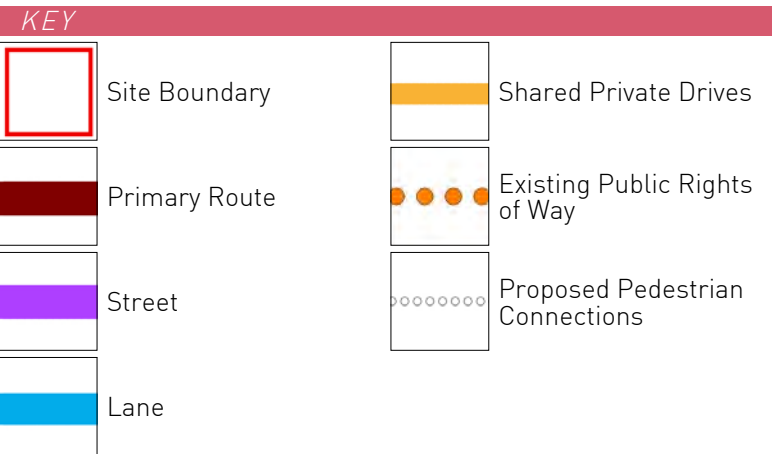 KEY
Site Boundary
Primary Route
Street
Lane
Shared Private Drives
Existing Public Rights
of Way
Proposed Pedestrian
Connections